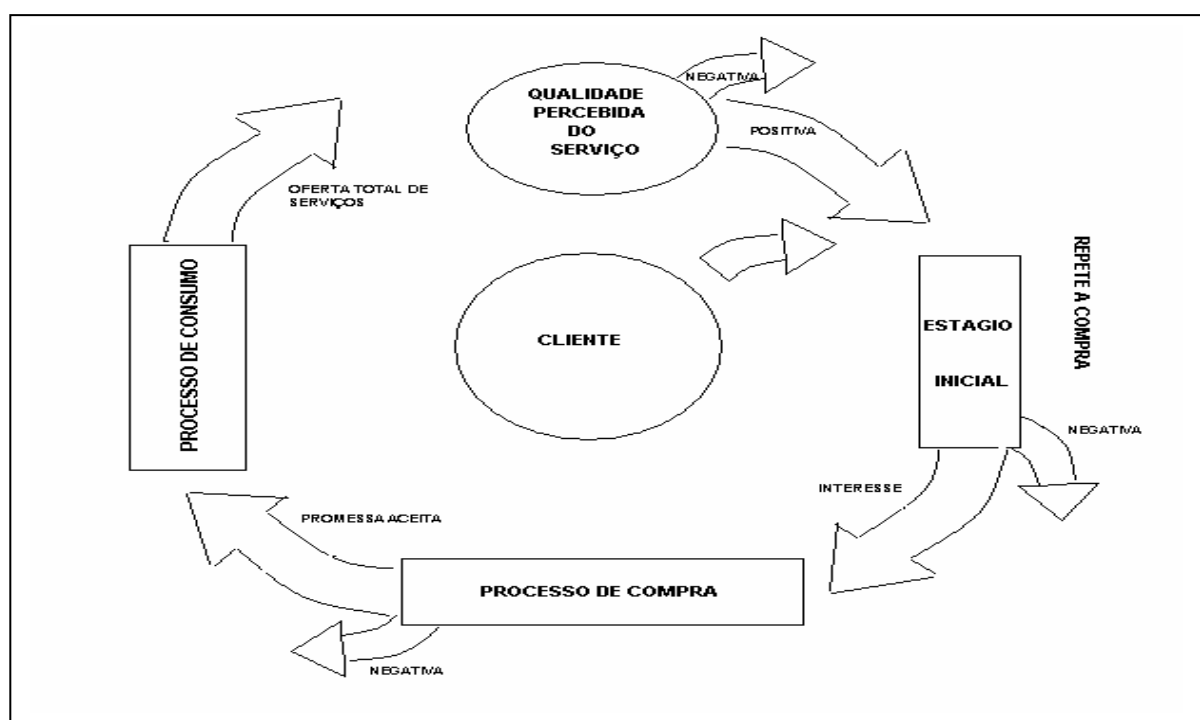 NEGATIVA
QUALIDADE
PERCEBIDA
DO
SERVIÇO
POSITIVA
OFERTA TOTAL DE
SERVIÇOS
PROCESSO DE CONSUMO
CLIENTE
ESTAGIO
INICIAL
REPETE A COMPRA
NEGATIVA
INTERESSE
PROMESSA ACEITA
PROCESSO DE COMPRA
NEGATIVA